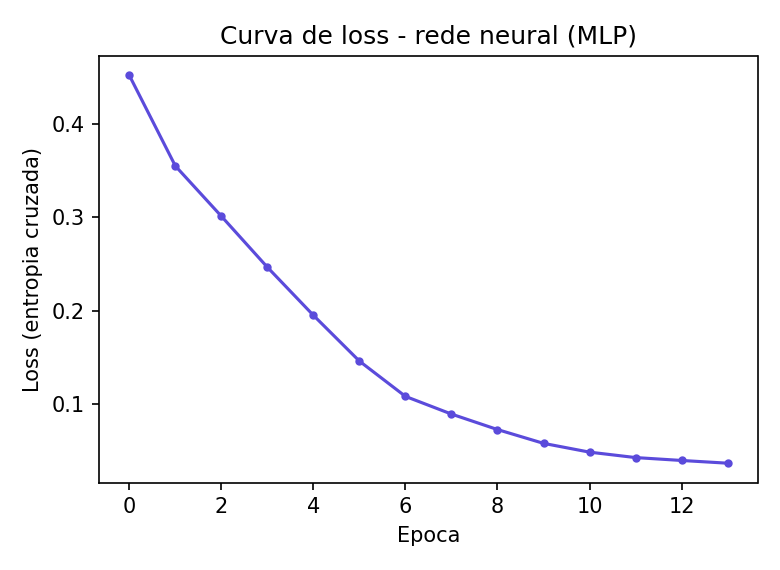 Curva de loss - rede neural (MLP)
Loss (entropia cruzada)
0.4
0.3
0.2
0.1
0 2 4 6 8 10 12
Epoca